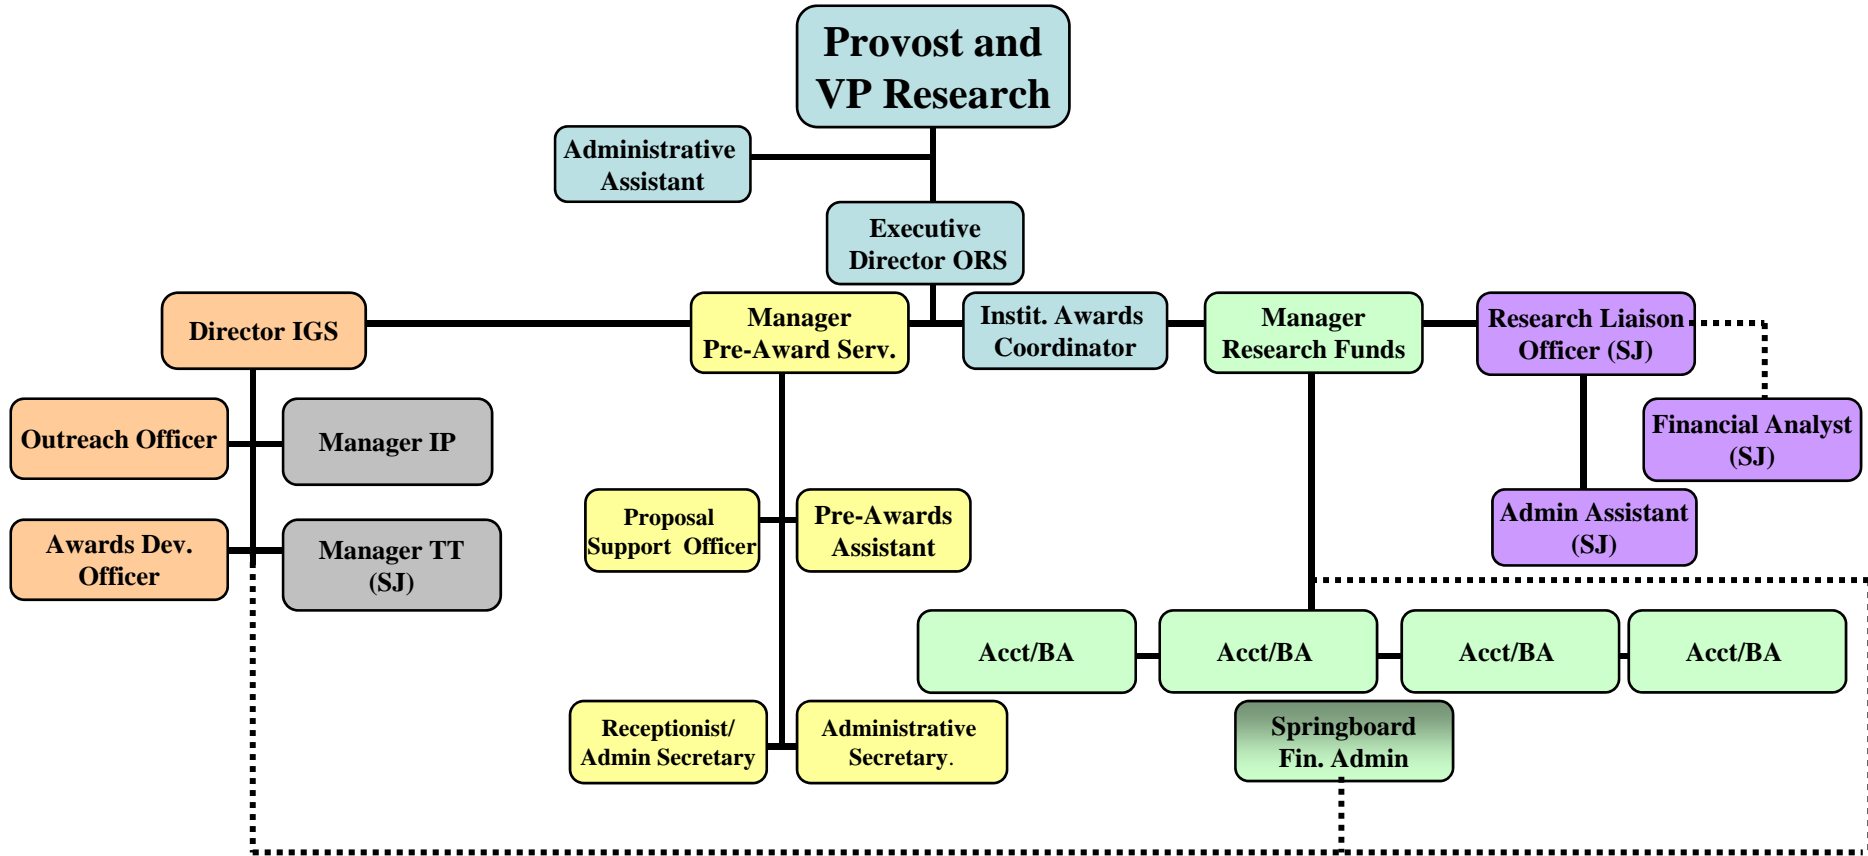 Provost and
VP Research
Administrative
Assistant
Executive
Director ORS
Director IGS
Manager
Pre-Award Serv.
Instit. Awards
Coordinator
Manager
Research Funds
Research Liaison
Officer (SJ)
Outreach Officer
Manager IP
Financial Analyst
(SJ)
Proposal
Support Officer
Pre-Awards
Assistant
Admin Assistant
(SJ)
Awards Dev.
Officer
Manager TT
(SJ)
Acct/BA
Acct/BA
Acct/BA
Acct/BA
Receptionist/
Admin Secretary
Administrative
Secretary.
Springboard
Fin. Admin